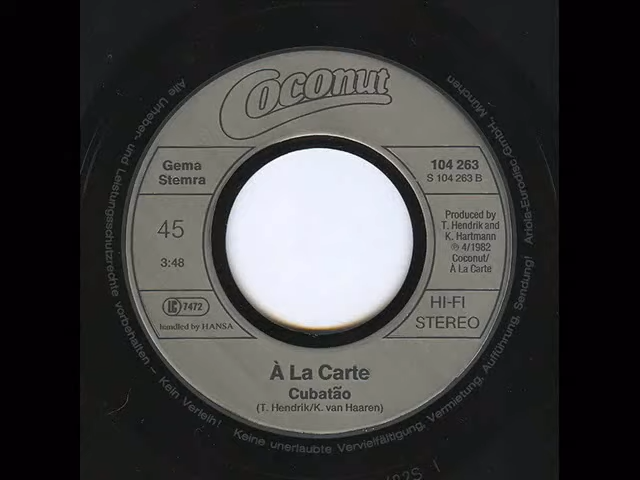 Coconut
Gema
Stemra
104 263
S 104 263 B
45
3:48
Produced by
T. Hendrik and
K. Hartmann
℗ 4/1982
Coconut/
À La Carte
LC 7472
handled by HANSA
HI-FI
STEREO
À La Carte
Cubatão
(T. Hendrik/K. van Haaren)
Alle Urheber- und Leistungsschutzrechte vorbehalten – Kein Verleih! Keine unerlaubte Vervielfältigung, Vermietung, Aufführung, Sendung! Ariola-Eurodisc GmbH, München